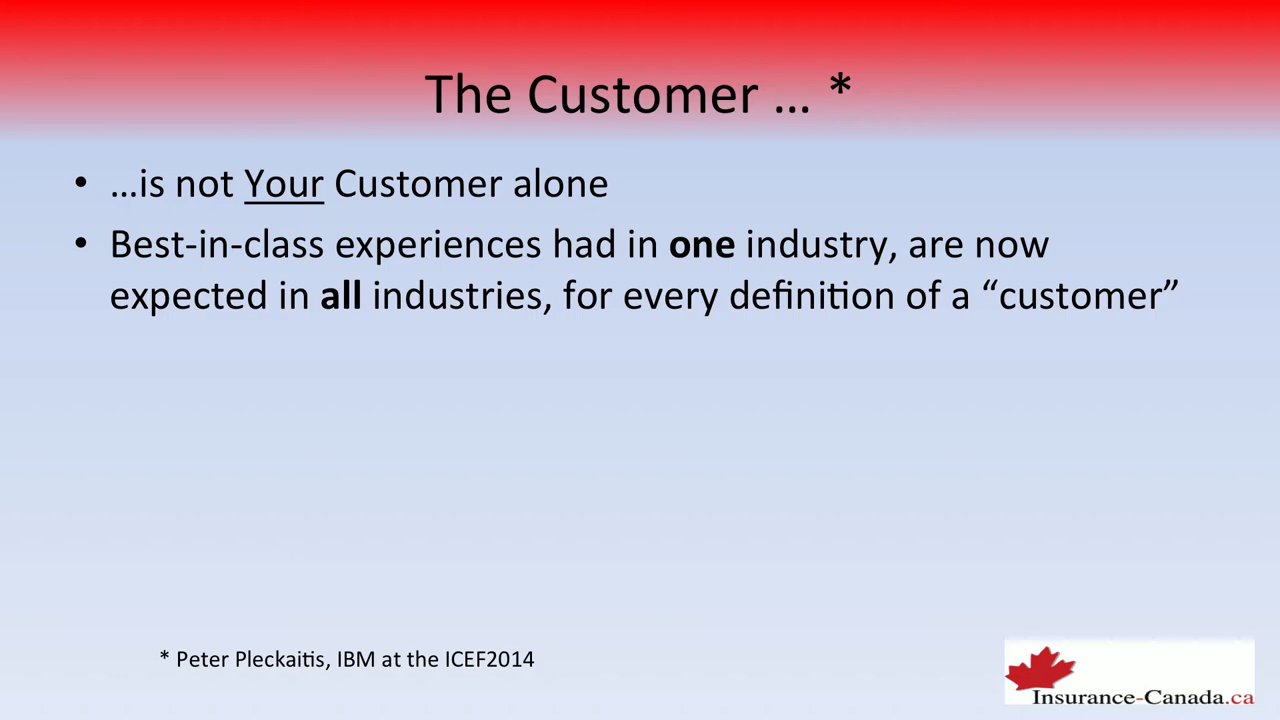 The Customer … *
• …is not Your Customer alone
• Best-in-class experiences had in one industry, are now
expected in all industries, for every definition of a “customer”
* Peter Pleckaitis, IBM at the ICEF2014
Insurance-Canada.ca